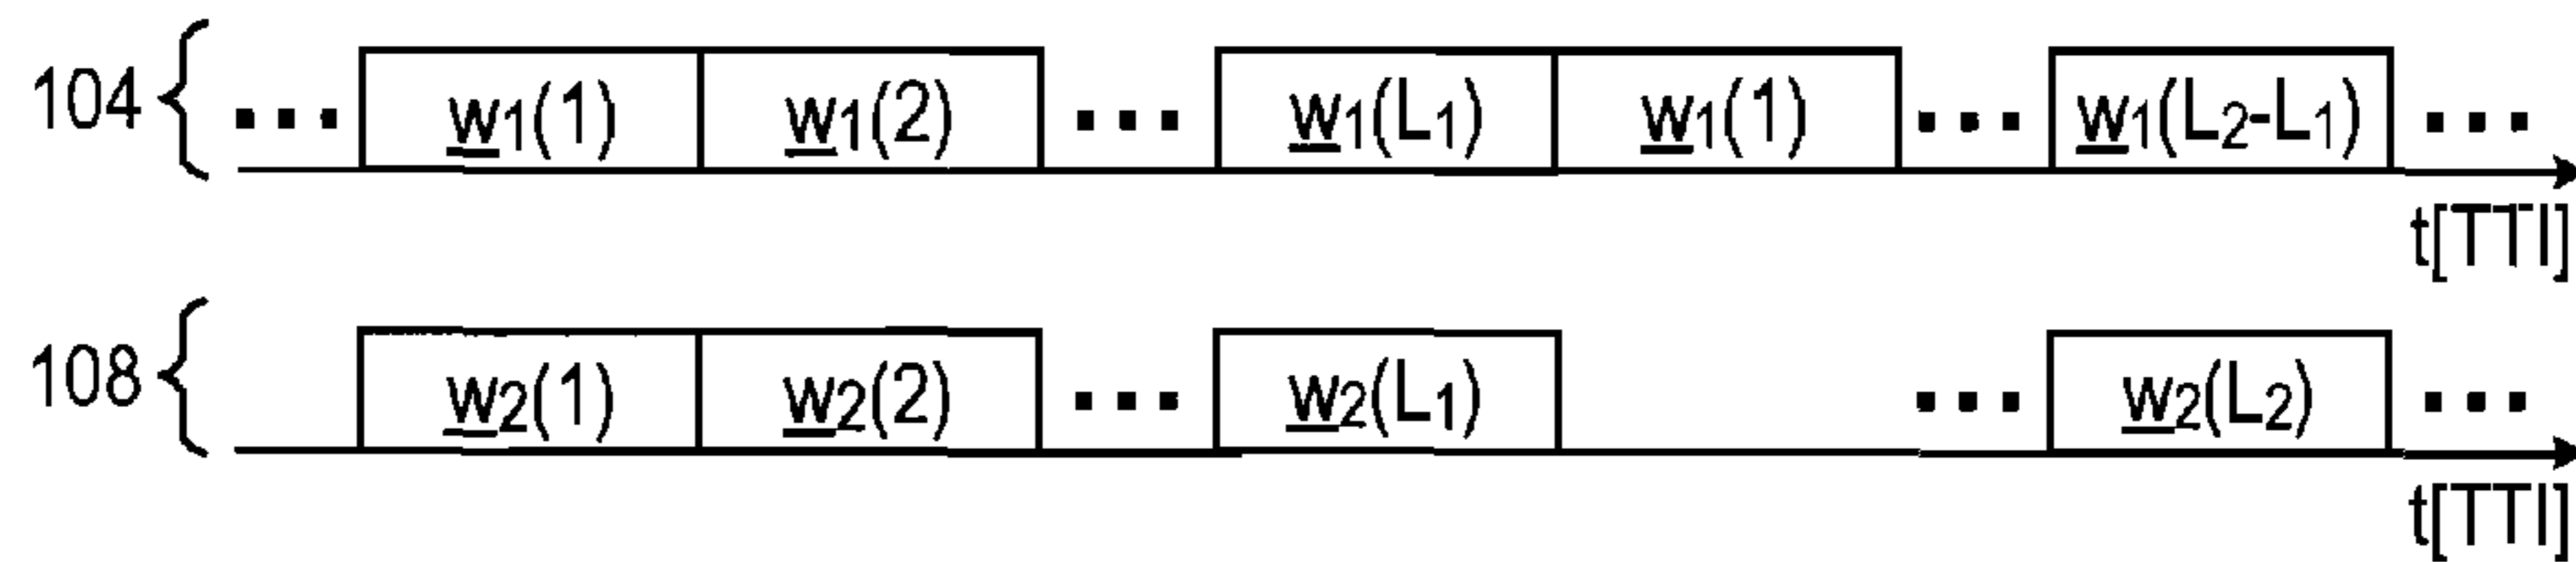 104 ... w1(1) w1(2) ... w1(L1) w1(1) ... w1(L2-L1) ...
t[TTI]
108 w2(1) w2(2) ... w2(L1) ... w2(L2) ...
t[TTI]